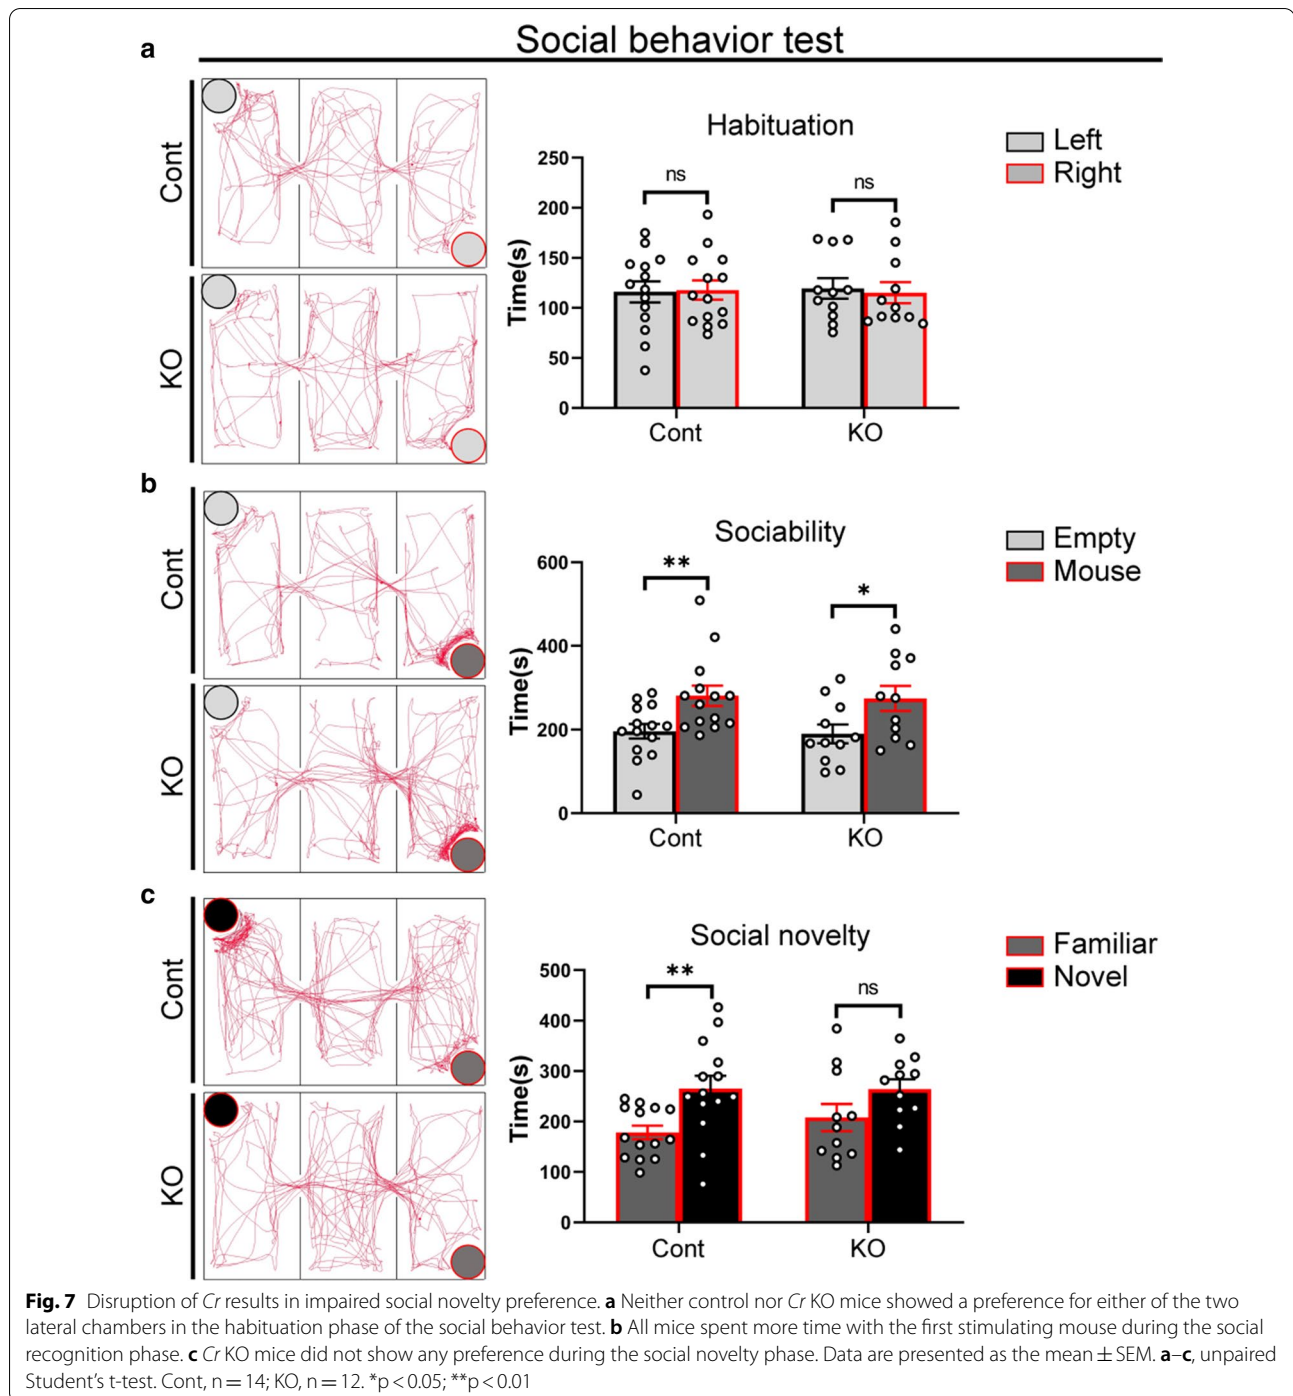 Social behavior test
a
Cont
KO
Habituation
Left
Right
Time(s)
250
200
150
100
50
0
ns
ns
Cont
KO
b
Cont
KO
Sociability
Empty
Mouse
Time(s)
600
400
200
0
**
*
Cont
KO
c
Cont
KO
Social novelty
Familiar
Novel
Time(s)
500
400
300
200
100
0
**
ns
Cont
KO
Fig. 7 Disruption of Cr results in impaired social novelty preference. a Neither control nor Cr KO mice showed a preference for either of the two
lateral chambers in the habituation phase of the social behavior test. b All mice spent more time with the first stimulating mouse during the social
recognition phase. c Cr KO mice did not show any preference during the social novelty phase. Data are presented as the mean ± SEM. a–c, unpaired
Student's t-test. Cont, n = 14; KO, n = 12. *p < 0.05; **p < 0.01